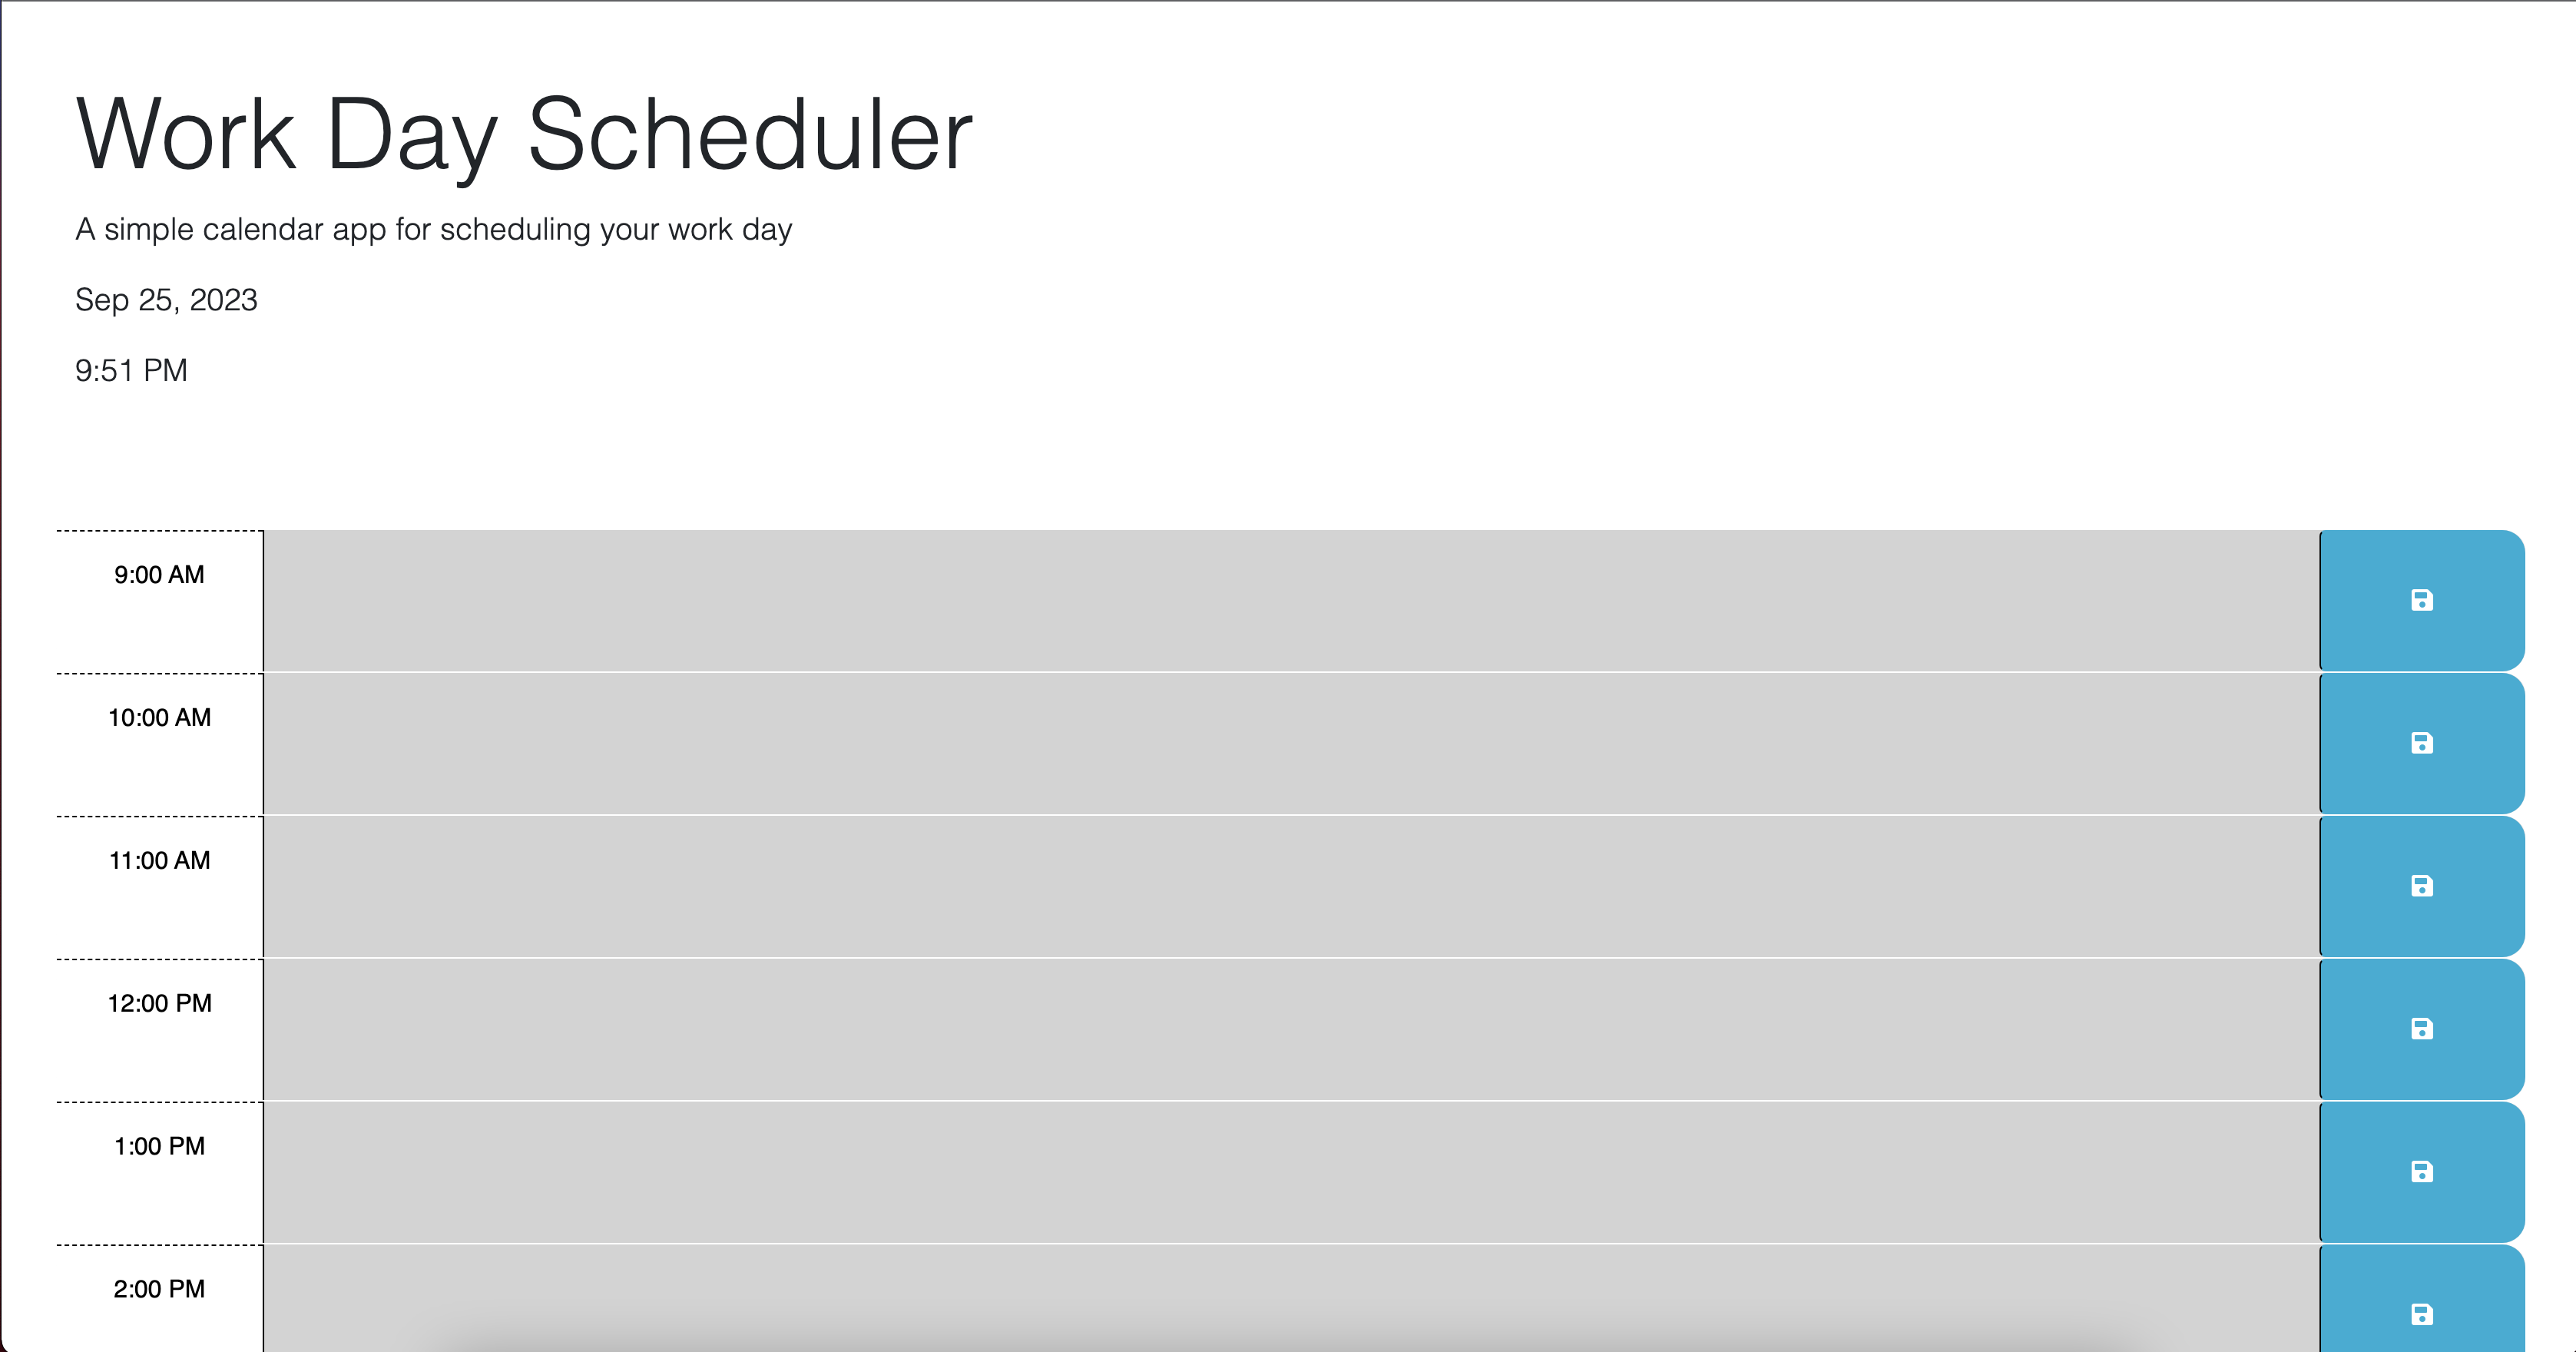 Work Day Scheduler
A simple calendar app for scheduling your work day
Sep 25, 2023
9:51 PM
9:00 AM
10:00 AM
11:00 AM
12:00 PM
1:00 PM
2:00 PM